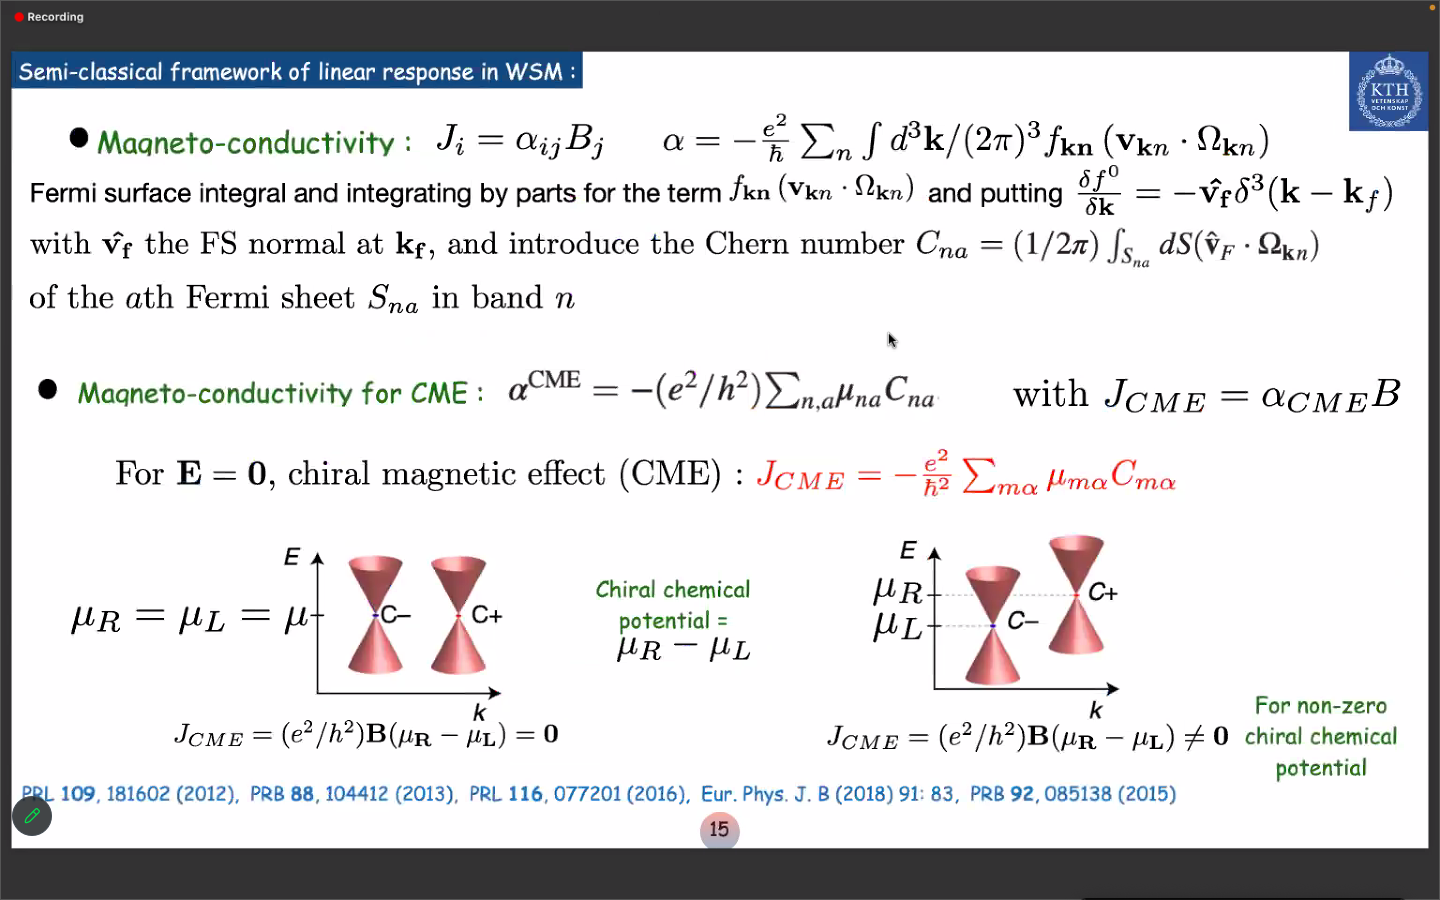 Recording
Semi-classical framework of linear response in WSM :
KTH
VETENSKAP
OCH KONST
● Magneto-conductivity : $J_i = \alpha_{ij} B_j$ $\alpha = -\frac{e^2}{\hbar} \sum_n \int d^3\mathbf{k}/(2\pi)^3 f_{\mathbf{kn}} (\mathbf{v}_{\mathbf{k}n} \cdot \Omega_{\mathbf{k}n})$
Fermi surface integral and integrating by parts for the term $f_{\mathbf{kn}} (\mathbf{v}_{\mathbf{k}n} \cdot \Omega_{\mathbf{k}n})$ and putting $\frac{\delta f^0}{\delta \mathbf{k}} = -\hat{\mathbf{v}_{\mathbf{f}}} \delta^3(\mathbf{k} - \mathbf{k}_f)$
with $\hat{\mathbf{v}_{\mathbf{f}}}$ the FS normal at $\mathbf{k_f}$, and introduce the Chern number $C_{na} = (1/2\pi) \int_{S_{na}} dS(\hat{\mathbf{v}}_F \cdot \Omega_{\mathbf{k}n})$
of the $a$th Fermi sheet $S_{na}$ in band $n$
● Magneto-conductivity for CME : $\alpha^{\text{CME}} = -(e^2/h^2) \sum_{n,a} \mu_{na} C_{na}$ with $J_{CME} = \alpha_{CME} B$
For $\mathbf{E} = \mathbf{0}$, chiral magnetic effect (CME) : $J_{CME} = -\frac{e^2}{\hbar^2} \sum_{m\alpha} \mu_{m\alpha} C_{m\alpha}$
E
$\mu_R = \mu_L = \mu$
C–
C+
k
$J_{CME} = (e^2/h^2)\mathbf{B}(\mu_{\mathbf{R}} - \mu_{\mathbf{L}}) = \mathbf{0}$
Chiral chemical
potential =
$\mu_R - \mu_L$
E
$\mu_R$
$\mu_L$
C+
C–
k
$J_{CME} = (e^2/h^2)\mathbf{B}(\mu_{\mathbf{R}} - \mu_{\mathbf{L}}) \neq \mathbf{0}$
For non-zero
chiral chemical
potential
PRL 109, 181602 (2012), PRB 88, 104412 (2013), PRL 116, 077201 (2016), Eur. Phys. J. B (2018) 91: 83, PRB 92, 085138 (2015)
15